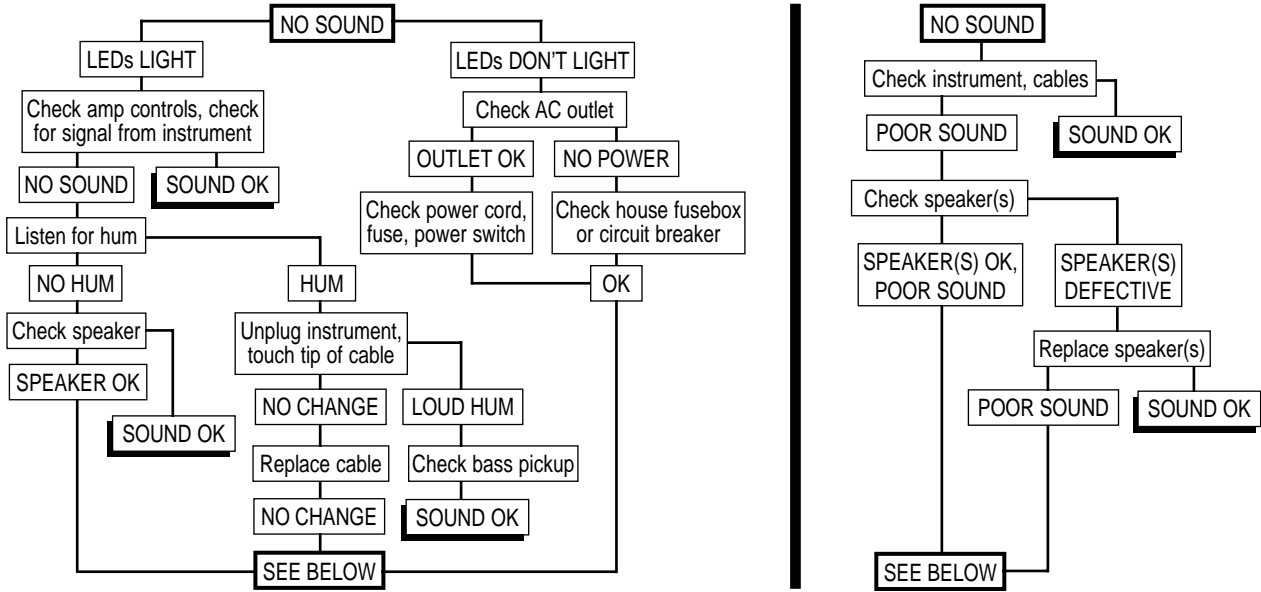 NO SOUND
LEDs LIGHT
LEDs DON'T LIGHT
Check amp controls, check
for signal from instrument
Check AC outlet
NO SOUND
SOUND OK
OUTLET OK
NO POWER
Listen for hum
Check power cord,
fuse, power switch
Check house fusebox
or circuit breaker
NO HUM
HUM
OK
Check speaker
Unplug instrument,
touch tip of cable
SPEAKER OK
NO CHANGE
LOUD HUM
SOUND OK
Replace cable
Check bass pickup
NO CHANGE
SOUND OK
SEE BELOW
NO SOUND
Check instrument, cables
POOR SOUND
SOUND OK
Check speaker(s)
SPEAKER(S) OK,
POOR SOUND
SPEAKER(S)
DEFECTIVE
Replace speaker(s)
POOR SOUND
SOUND OK
SEE BELOW